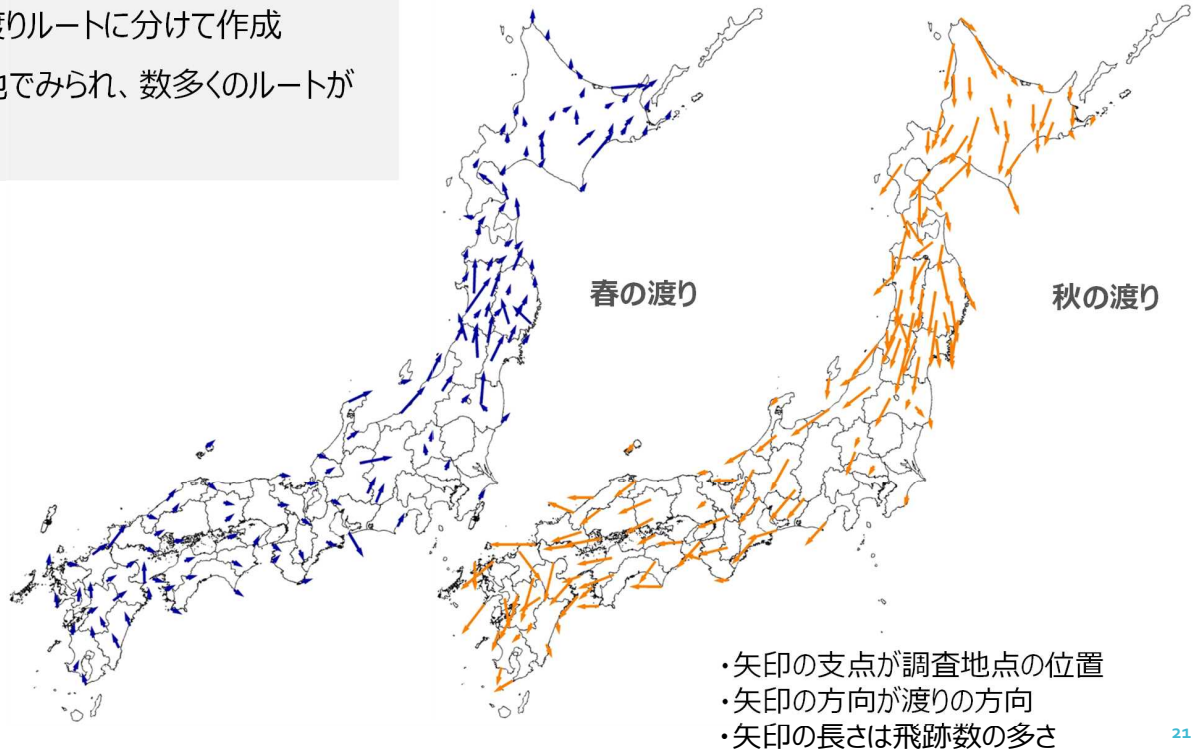 渡りルートに分けて作成
地でみられ、数多くのルートが
春の渡り
秋の渡り
・矢印の支点が調査地点の位置
・矢印の方向が渡りの方向
・矢印の長さは飛跡数の多さ
21